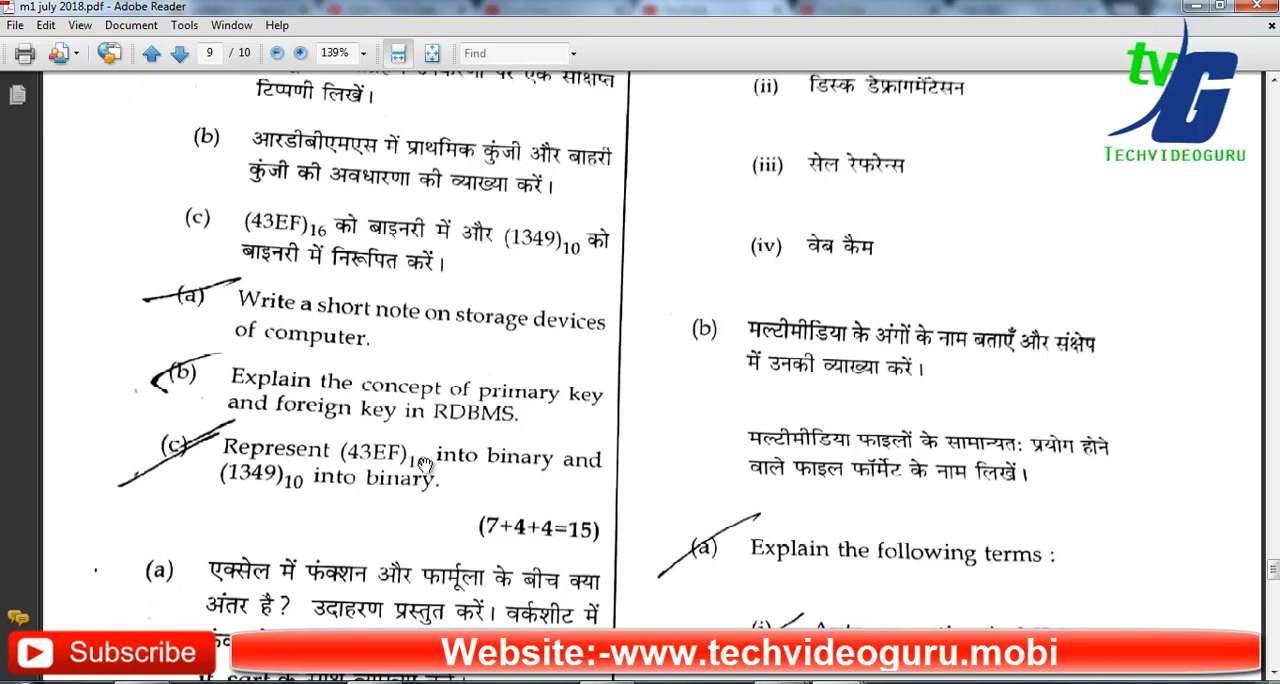 m1 july 2018.pdf - Adobe Reader
File Edit View Document Tools Window Help
9 / 10 139% Find
tvG
TECHVIDEOGURU
पर एक संक्षिप्त
टिप्पणी लिखें।
(b) आरडीबीएमएस में प्राथमिक कुंजी और बाहरी
कुंजी की अवधारणा की व्याख्या करें।
(c) (43EF)16 को बाइनरी में और (1349)10 को
बाइनरी में निरूपित करें।
(a) Write a short note on storage devices
of computer.
(b) Explain the concept of primary key
and foreign key in RDBMS.
(c) Represent (43EF)16 into binary and
(1349)10 into binary.
(7+4+4=15)
(a) एक्सेल में फंक्शन और फार्मूला के बीच क्या
अंतर है? उदाहरण प्रस्तुत करें। वर्कशीट में
(ii) डिस्क डेफ्रागमेंटेसन
(iii) सेल रेफरेन्स
(iv) वेब कैम
(b) मल्टीमीडिया के अंगों के नाम बताएँ और संक्षेप
में उनकी व्याख्या करें।
मल्टीमीडिया फाइलों के सामान्यतः प्रयोग होने
वाले फाइल फॉर्मेट के नाम लिखें।
(a) Explain the following terms :
Subscribe
Website:-www.techvideoguru.mobi